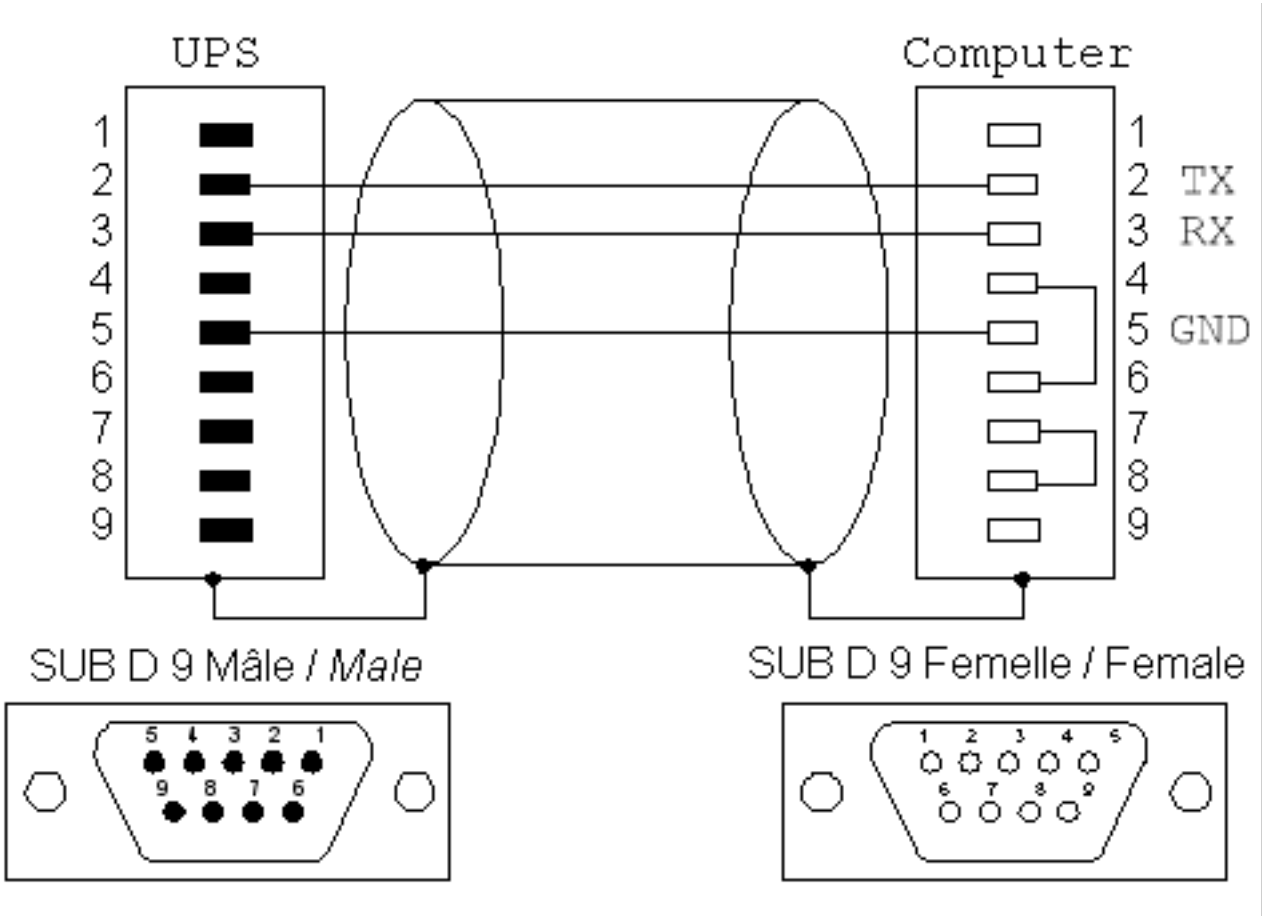 UPS Computer
1 1
2 2 TX
3 3 RX
4 4
5 5 GND
6 6
7 7
8 8
9 9
SUB D 9 Mâle / Male SUB D 9 Femelle / Female
5 4 3 2 1 1 2 3 4 5
9 8 7 6 6 7 8 9